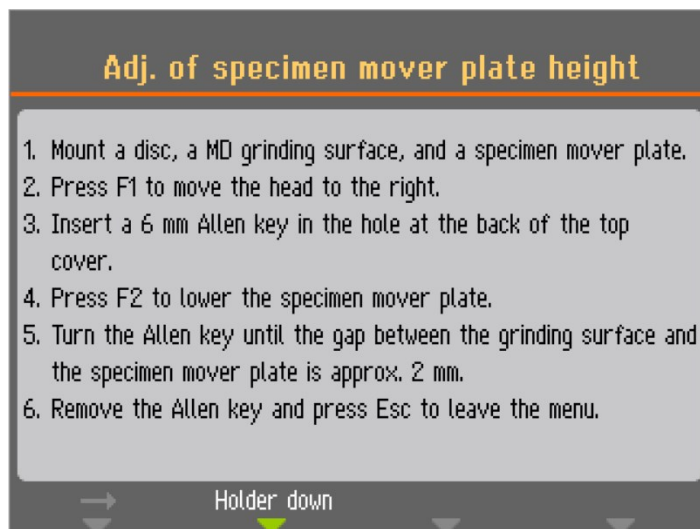 Adj. of specimen mover plate height
1. Mount a disc, a MD grinding surface, and a specimen mover plate.
2. Press F1 to move the head to the right.
3. Insert a 6 mm Allen key in the hole at the back of the top
cover.
4. Press F2 to lower the specimen mover plate.
5. Turn the Allen key until the gap between the grinding surface and
the specimen mover plate is approx. 2 mm.
6. Remove the Allen key and press Esc to leave the menu.
Holder down